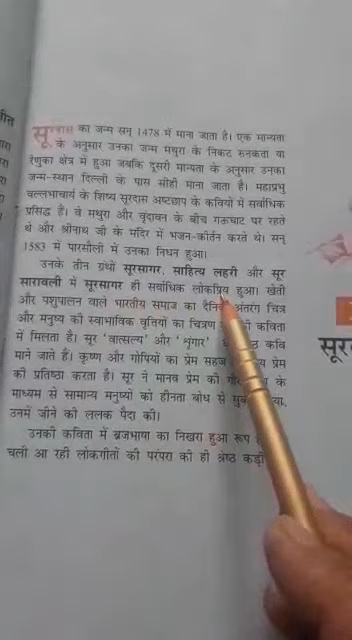 सूरदास का जन्म सन् 1478 में माना जाता है। एक मान्यता
के अनुसार उनका जन्म मथुरा के निकट रुनकता या
रेणुका क्षेत्र में हुआ जबकि दूसरी मान्यता के अनुसार उनका
जन्म-स्थान दिल्ली के पास सीही माना जाता है। महाप्रभु
वल्लभाचार्य के शिष्य सूरदास अष्टछाप के कवियों में सर्वाधिक
प्रसिद्ध हैं। वे मथुरा और वृंदावन के बीच गऊघाट पर रहते
थे और श्रीनाथ जी के मंदिर में भजन-कीर्तन करते थे। सन्
1583 में पारसौली में उनका निधन हुआ।
उनके तीन ग्रंथों सूरसागर, साहित्य लहरी और सूर
सारावली में सूरसागर ही सर्वाधिक लोकप्रिय हुआ। खेती
और पशुपालन वाले भारतीय समाज का दैनिक अंतरंग चित्र
और मनुष्य की स्वाभाविक वृत्तियों का चित्रण कविता
में मिलता है। सूर 'वात्सल्य' और 'शृंगार' कवि
माने जाते हैं। कृष्ण और गोपियों का प्रेम सहज प्रेम
की प्रतिष्ठा करता है। सूर ने मानव प्रेम की के
माध्यम से सामान्य मनुष्यों को हीनता बोध से
उनमें जीने की ललक पैदा की।
उनकी कविता में ब्रजभाषा का निखरा हुआ रूप
चली आ रही लोकगीतों की परंपरा की ही श्रेष्ठ कड़ी